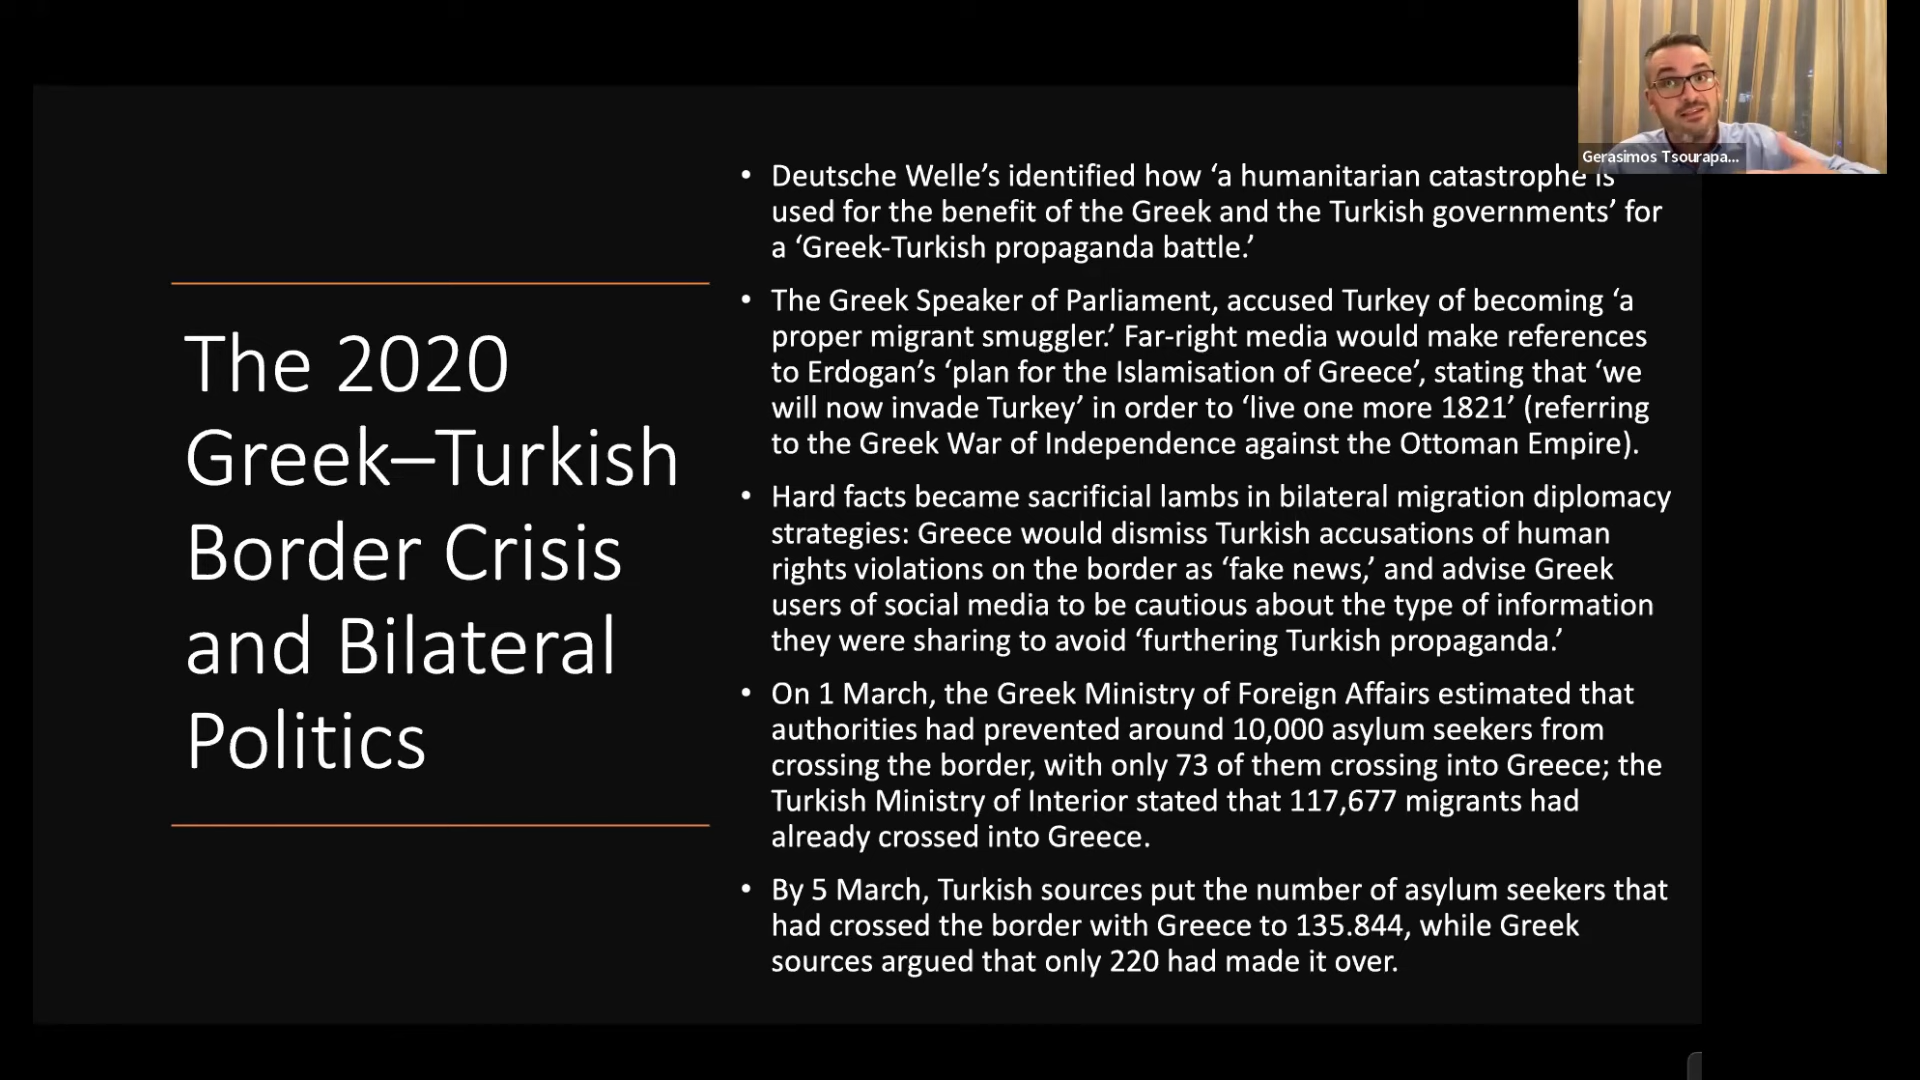 The 2020
Greek–Turkish
Border Crisis
and Bilateral
Politics
• Deutsche Welle’s identified how ‘a humanitarian catastrophe is
used for the benefit of the Greek and the Turkish governments’ for
a ‘Greek-Turkish propaganda battle.’
• The Greek Speaker of Parliament, accused Turkey of becoming ‘a
proper migrant smuggler.’ Far-right media would make references
to Erdogan’s ‘plan for the Islamisation of Greece’, stating that ‘we
will now invade Turkey’ in order to ‘live one more 1821’ (referring
to the Greek War of Independence against the Ottoman Empire).
• Hard facts became sacrificial lambs in bilateral migration diplomacy
strategies: Greece would dismiss Turkish accusations of human
rights violations on the border as ‘fake news,’ and advise Greek
users of social media to be cautious about the type of information
they were sharing to avoid ‘furthering Turkish propaganda.’
• On 1 March, the Greek Ministry of Foreign Affairs estimated that
authorities had prevented around 10,000 asylum seekers from
crossing the border, with only 73 of them crossing into Greece; the
Turkish Ministry of Interior stated that 117,677 migrants had
already crossed into Greece.
• By 5 March, Turkish sources put the number of asylum seekers that
had crossed the border with Greece to 135.844, while Greek
sources argued that only 220 had made it over.
Gerasimos Tsourapa...